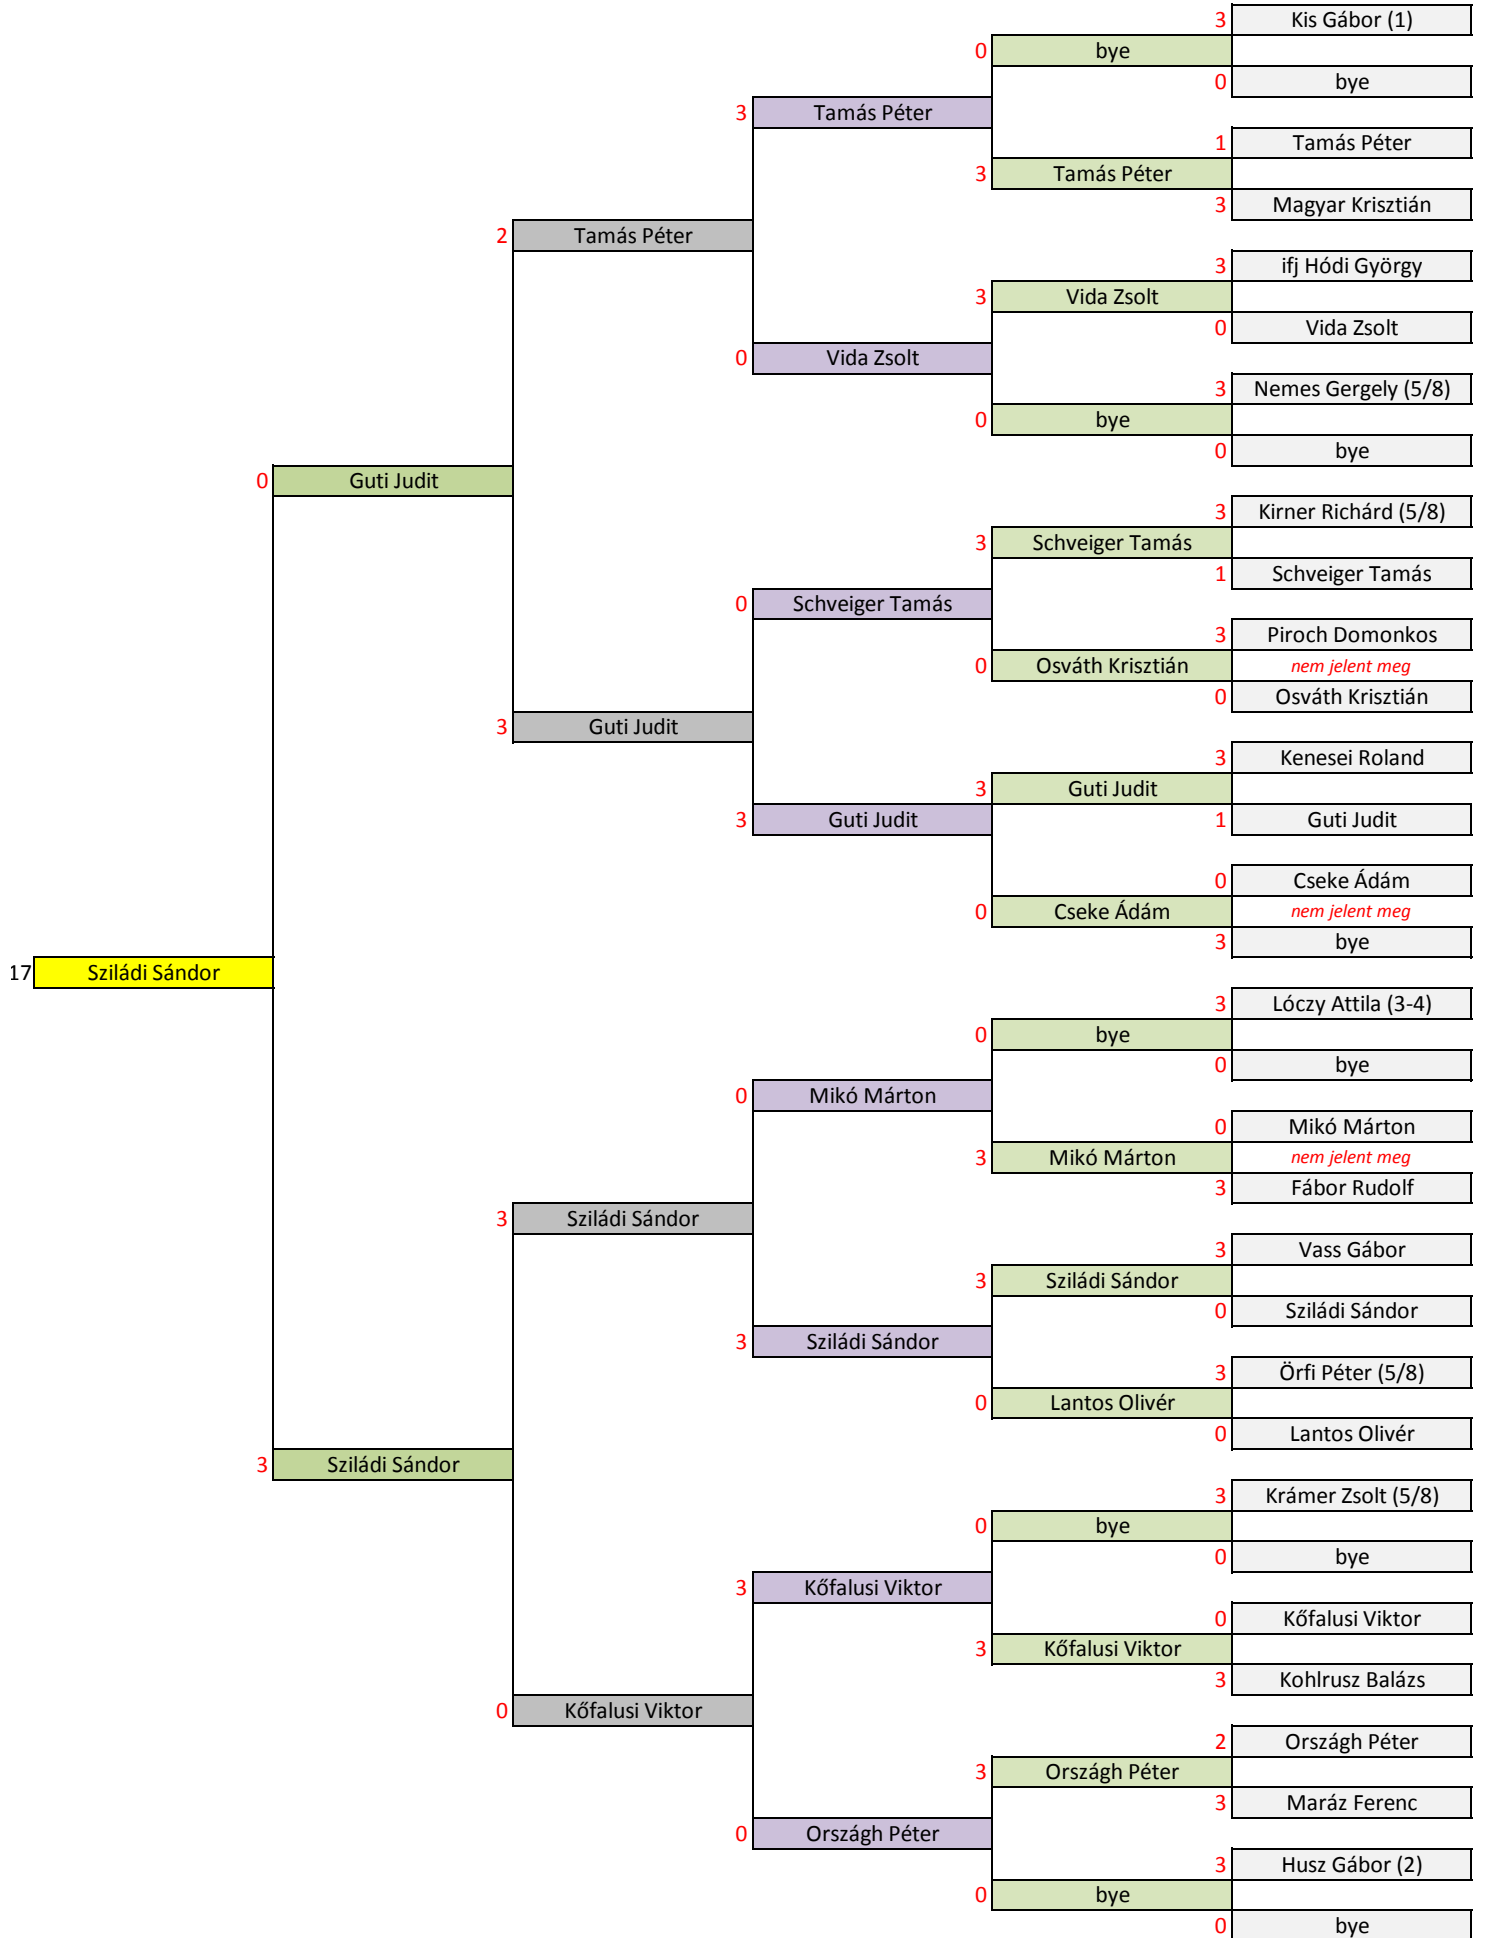 3 Kis Gábor (1)
0 bye
0 bye
3 Tamás Péter
1 Tamás Péter
3 Tamás Péter
3 Magyar Krisztián
2 Tamás Péter
3 ifj Hódi György
3 Vida Zsolt
0 Vida Zsolt
0 Vida Zsolt
3 Nemes Gergely (5/8)
0 bye
0 bye
0 Guti Judit
3 Kirner Richárd (5/8)
3 Schveiger Tamás
1 Schveiger Tamás
0 Schveiger Tamás
3 Piroch Domonkos
0 Osváth Krisztián nem jelent meg
0 Osváth Krisztián
3 Guti Judit
3 Kenesei Roland
3 Guti Judit
3 Guti Judit 1 Guti Judit
0 Cseke Ádám
0 Cseke Ádám nem jelent meg
3 bye
17 Sziládi Sándor
3 Lóczy Attila (3-4)
0 bye
0 bye
0 Mikó Márton
0 Mikó Márton
3 Mikó Márton nem jelent meg
3 Fábor Rudolf
3 Sziládi Sándor
3 Vass Gábor
3 Sziládi Sándor
0 Sziládi Sándor
3 Sziládi Sándor
3 Örfi Péter (5/8)
0 Lantos Olivér
0 Lantos Olivér
3 Sziládi Sándor
3 Krámer Zsolt (5/8)
0 bye
0 bye
3 Kőfalusi Viktor
0 Kőfalusi Viktor
3 Kőfalusi Viktor
3 Kohlrusz Balázs
0 Kőfalusi Viktor
2 Országh Péter
3 Országh Péter
3 Maráz Ferenc
0 Országh Péter
3 Husz Gábor (2)
0 bye
0 bye